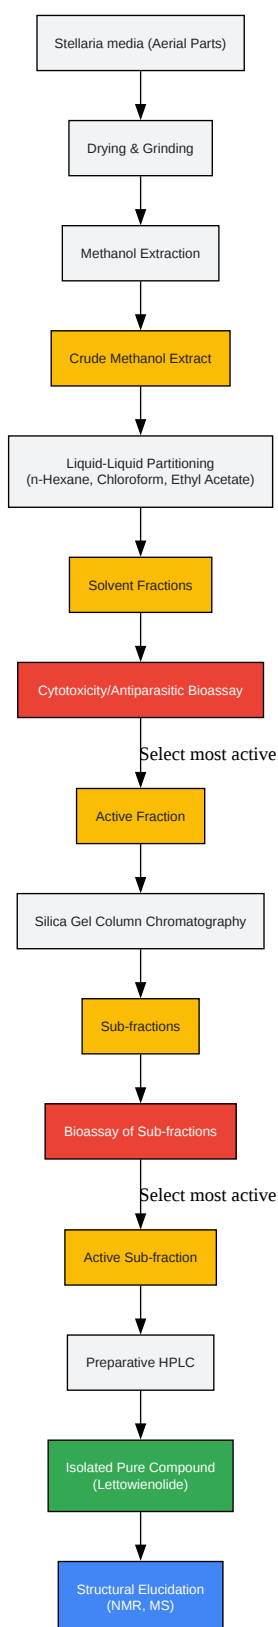 Stellaria media (Aerial Parts)
Drying & Grinding
Methanol Extraction
Crude Methanol Extract
Liquid-Liquid Partitioning
(n-Hexane, Chloroform, Ethyl Acetate)
Solvent Fractions
Cytotoxicity/Antiparasitic Bioassay
Select most active
Active Fraction
Silica Gel Column Chromatography
Sub-fractions
Bioassay of Sub-fractions
Select most active
Active Sub-fraction
Preparative HPLC
Isolated Pure Compound
(Lettowienolide)
Structural Elucidation
(NMR, MS)